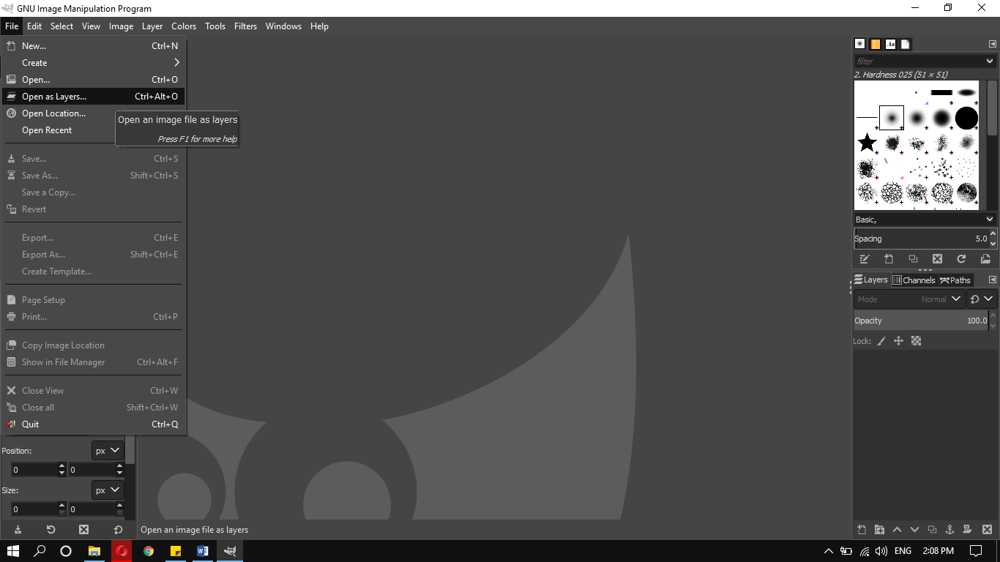 GNU Image Manipulation Program
File Edit Select View Image Layer Colors Tools Filters Windows Help
New... Ctrl+N
Create
Open... Ctrl+O
Open as Layers... Ctrl+Alt+O
Open Location...
Open an image file as layers
Open Recent
Press F1 for more help
Save... Ctrl+S
Save As... Shift+Ctrl+S
Save a Copy...
Revert
Export... Ctrl+E
Export As... Shift+Ctrl+E
Create Template...
Page Setup
Print... Ctrl+P
Copy Image Location
Show in File Manager Ctrl+Alt+F
Close View Ctrl+W
Close all Shift+Ctrl+W
Quit Ctrl+Q
Position: px
0 0
Size: px
0 0
Open an image file as layers
Aa
filter
2. Hardness 025 (51 × 51)
Basic,
Spacing 5.0
Layers Channels Paths
Mode Normal
Opacity 100.0
Lock:
ENG 2:08 PM